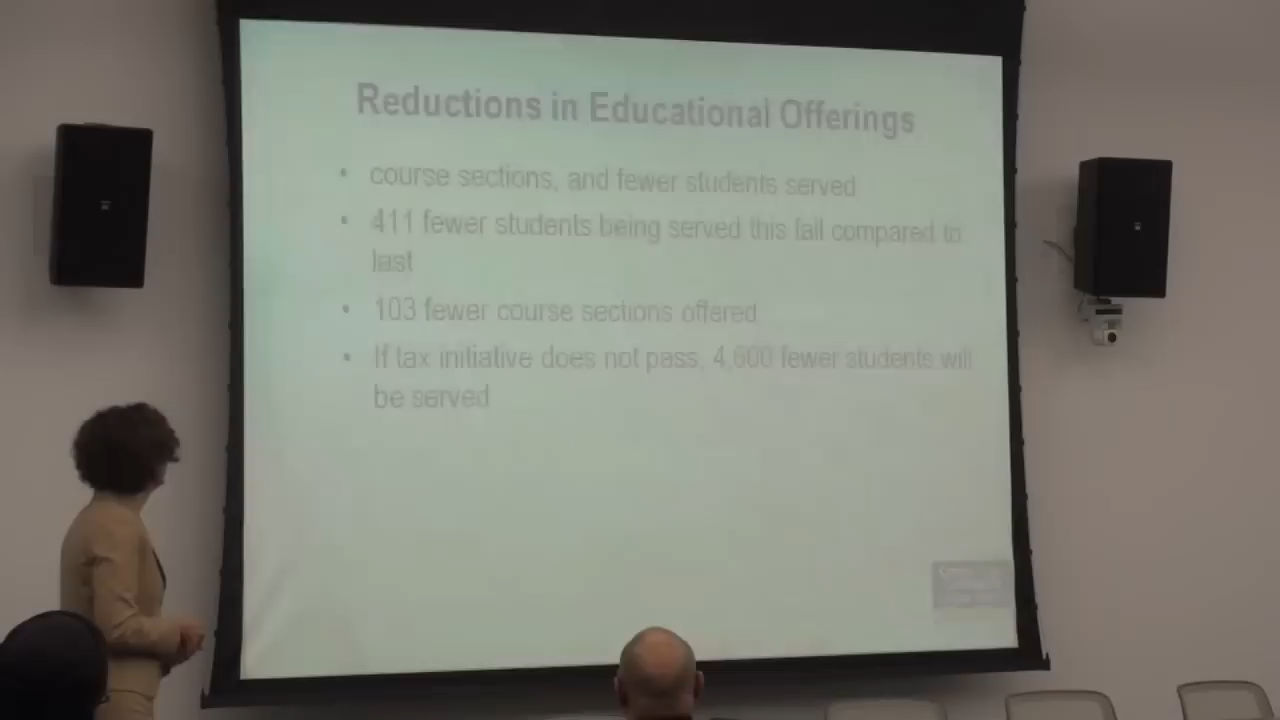 Reductions in Educational Offerings
• course sections, and fewer students served
• 411 fewer students being served this fall compared to
last
• 103 fewer course sections offered
• If tax initiative does not pass, 4,600 fewer students will
be served